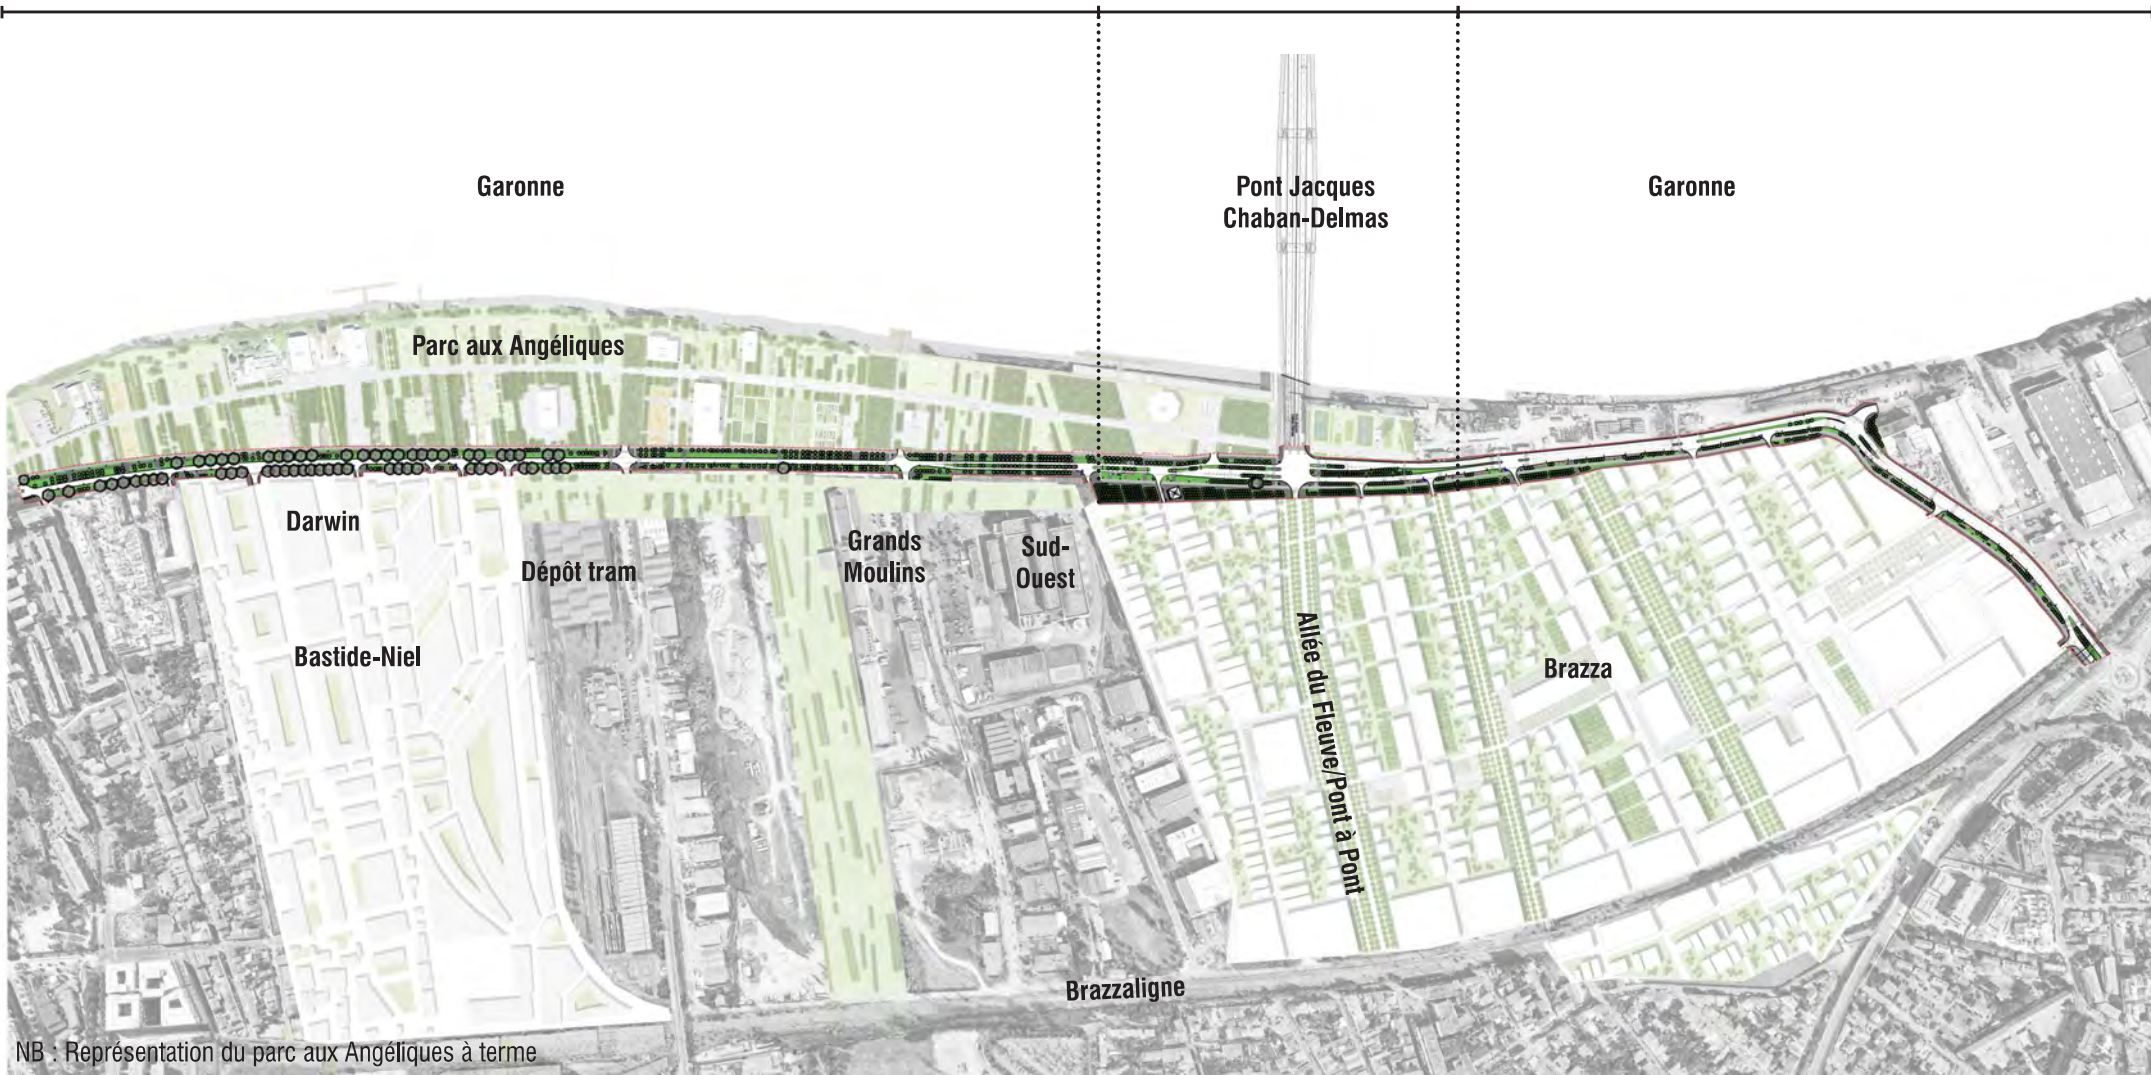 Garonne
Pont Jacques
Chaban-Delmas
Garonne
Parc aux Angéliques
Darwin
Grands
Moulins
Sud-
Ouest
Dépôt tram
Bastide-Niel
Allée du Fleuve/Pont à Pont
Brazza
Brazzaligne
NB : Représentation du parc aux Angéliques à terme